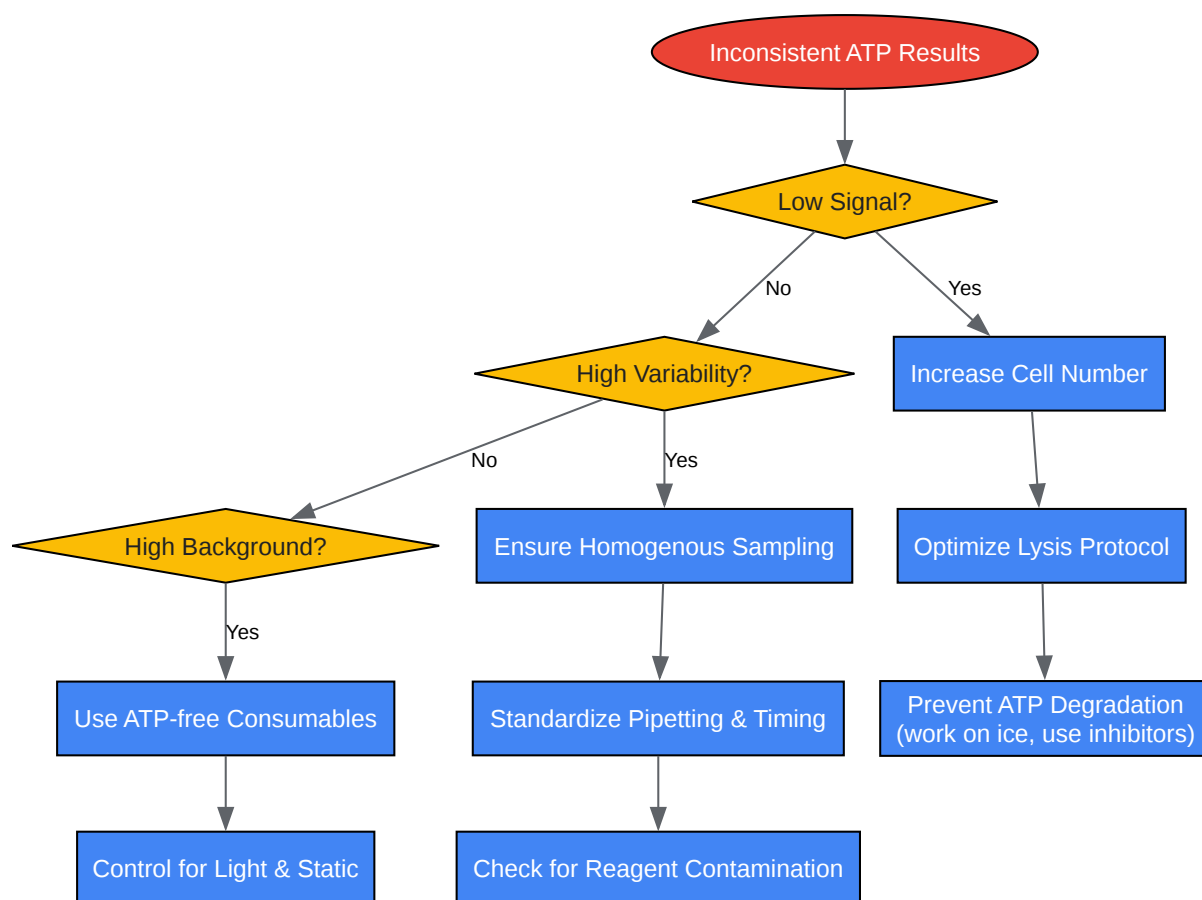 Inconsistent ATP Results
Low Signal?
No
Yes
High Variability?
Increase Cell Number
No
Yes
High Background?
Ensure Homogenous Sampling
Optimize Lysis Protocol
Yes
Use ATP-free Consumables
Standardize Pipetting & Timing
Prevent ATP Degradation
(work on ice, use inhibitors)
Control for Light & Static
Check for Reagent Contamination